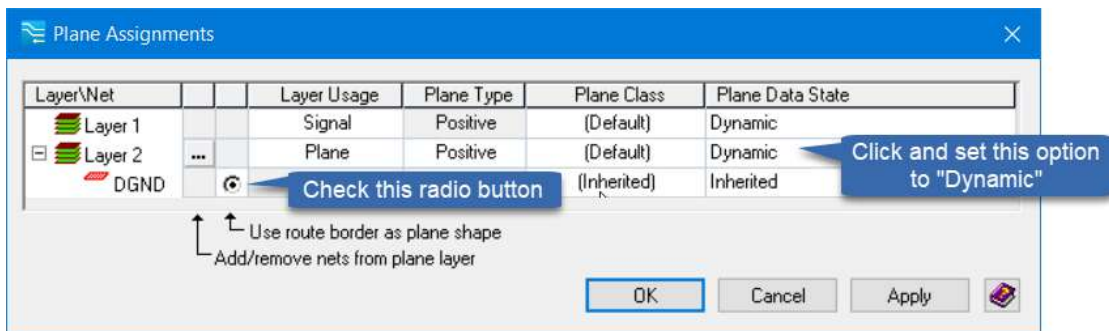 Plane Assignments
Layer\Net Layer Usage Plane Type Plane Class Plane Data State
Layer 1 Signal Positive (Default) Dynamic
Layer 2 ... Plane Positive (Default) Dynamic
DGND (Inherited) Inherited
Click and set this option
to "Dynamic"
Check this radio button
Use route border as plane shape
Add/remove nets from plane layer
OK Cancel Apply